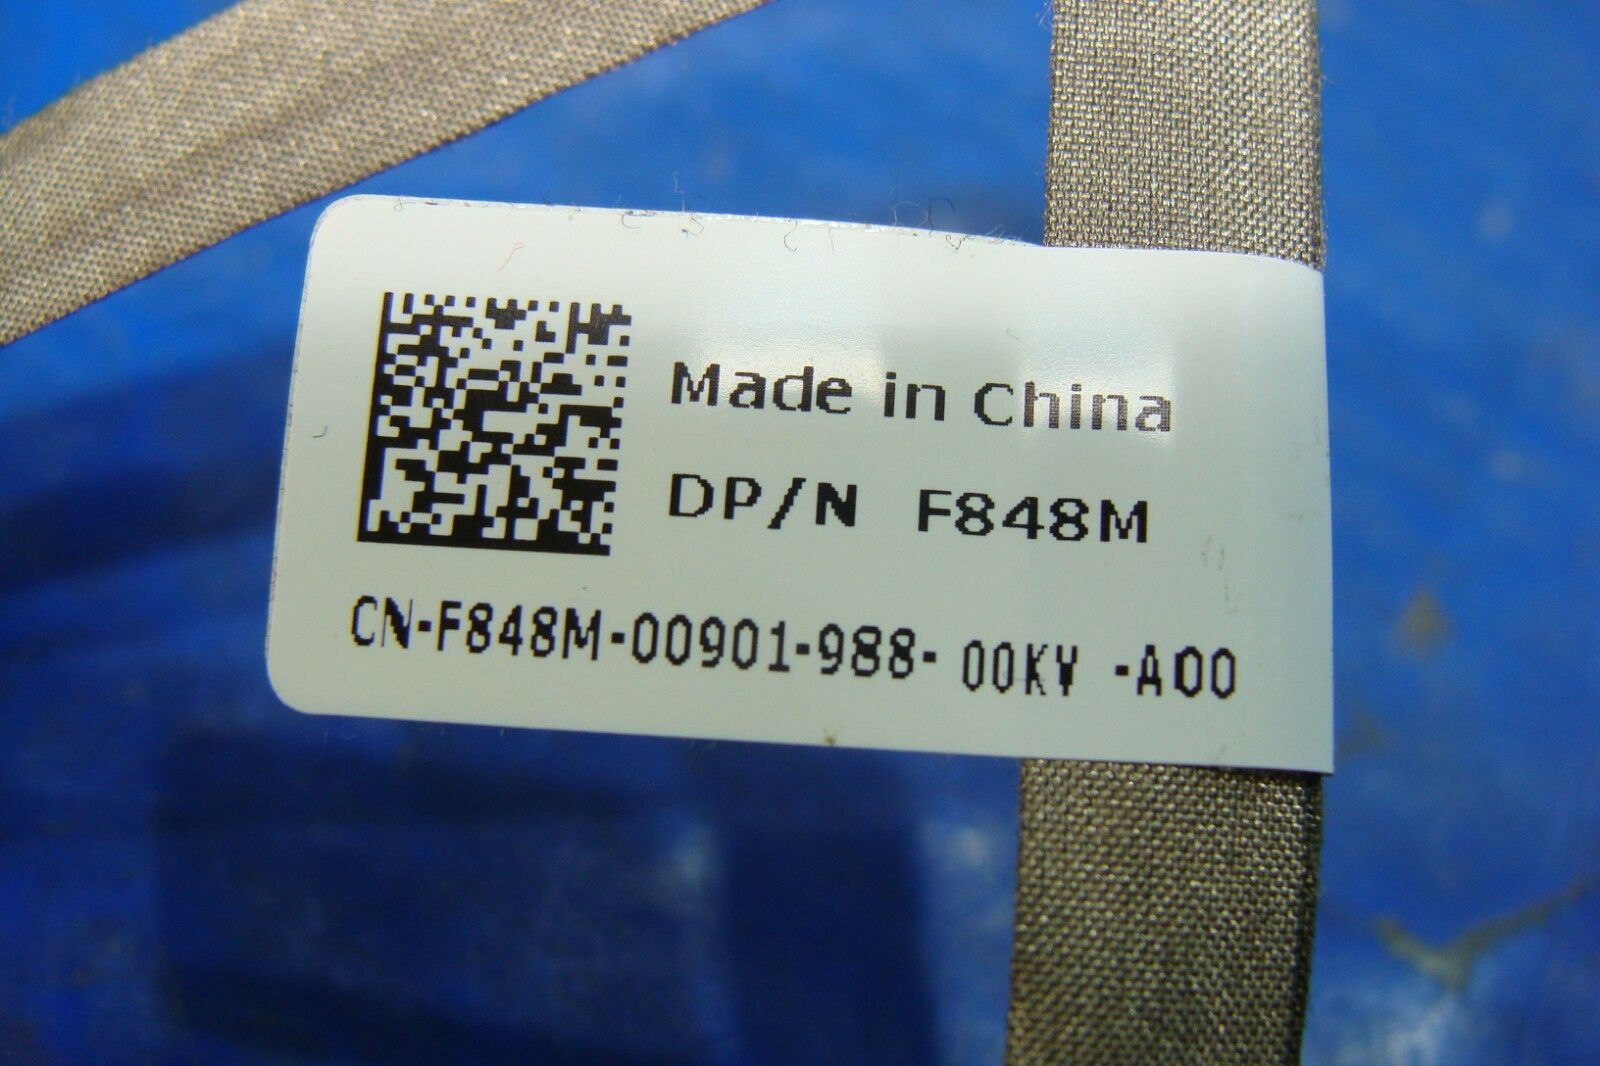 Made in China
DP/N F848M
CN-F848M-00901-988- 00KV -A00